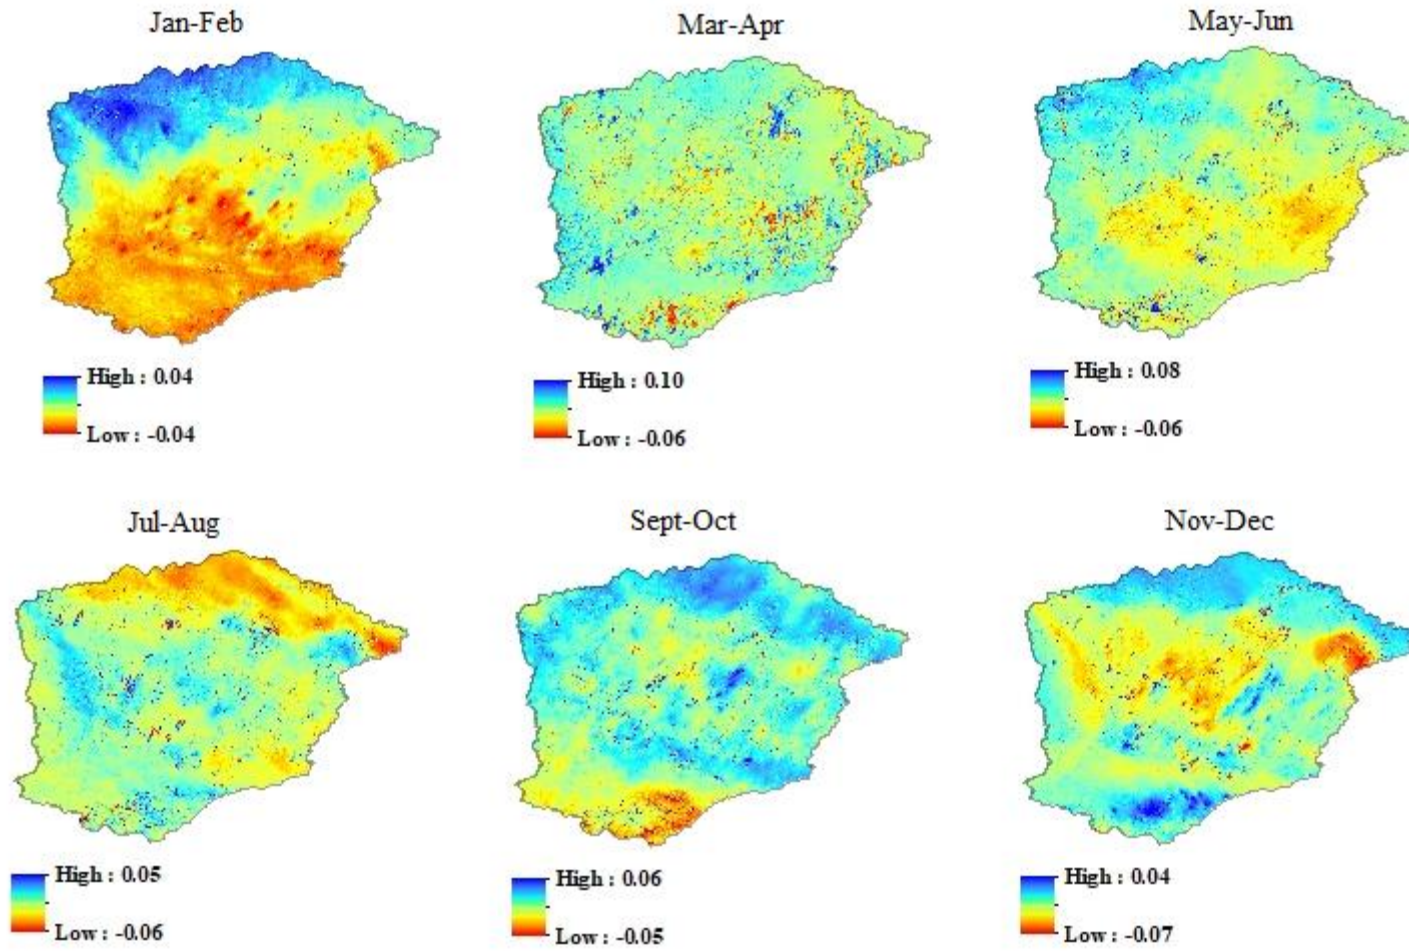 Jan-Feb
Mar-Apr
May-Jun
High : 0.04
Low : -0.04
High : 0.10
Low : -0.06
High : 0.08
Low : -0.06
Jul-Aug
Sept-Oct
Nov-Dec
High : 0.05
Low : -0.06
High : 0.06
Low : -0.05
High : 0.04
Low : -0.07